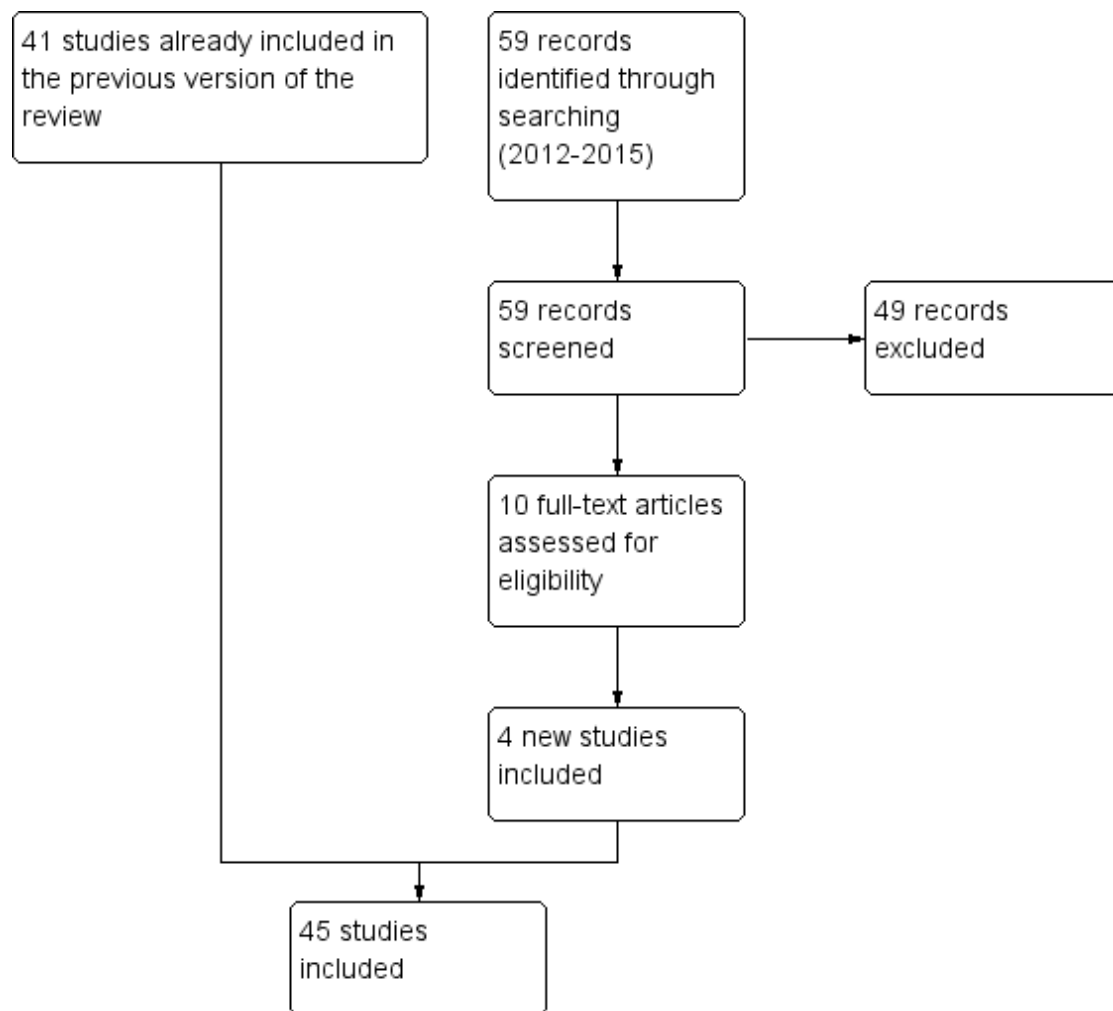 41 studies already included in
the previous version of the
review
59 records
identified through
searching
(2012-2015)
59 records
screened
49 records
excluded
10 full-text articles
assessed for
eligibility
4 new studies
included
45 studies
included